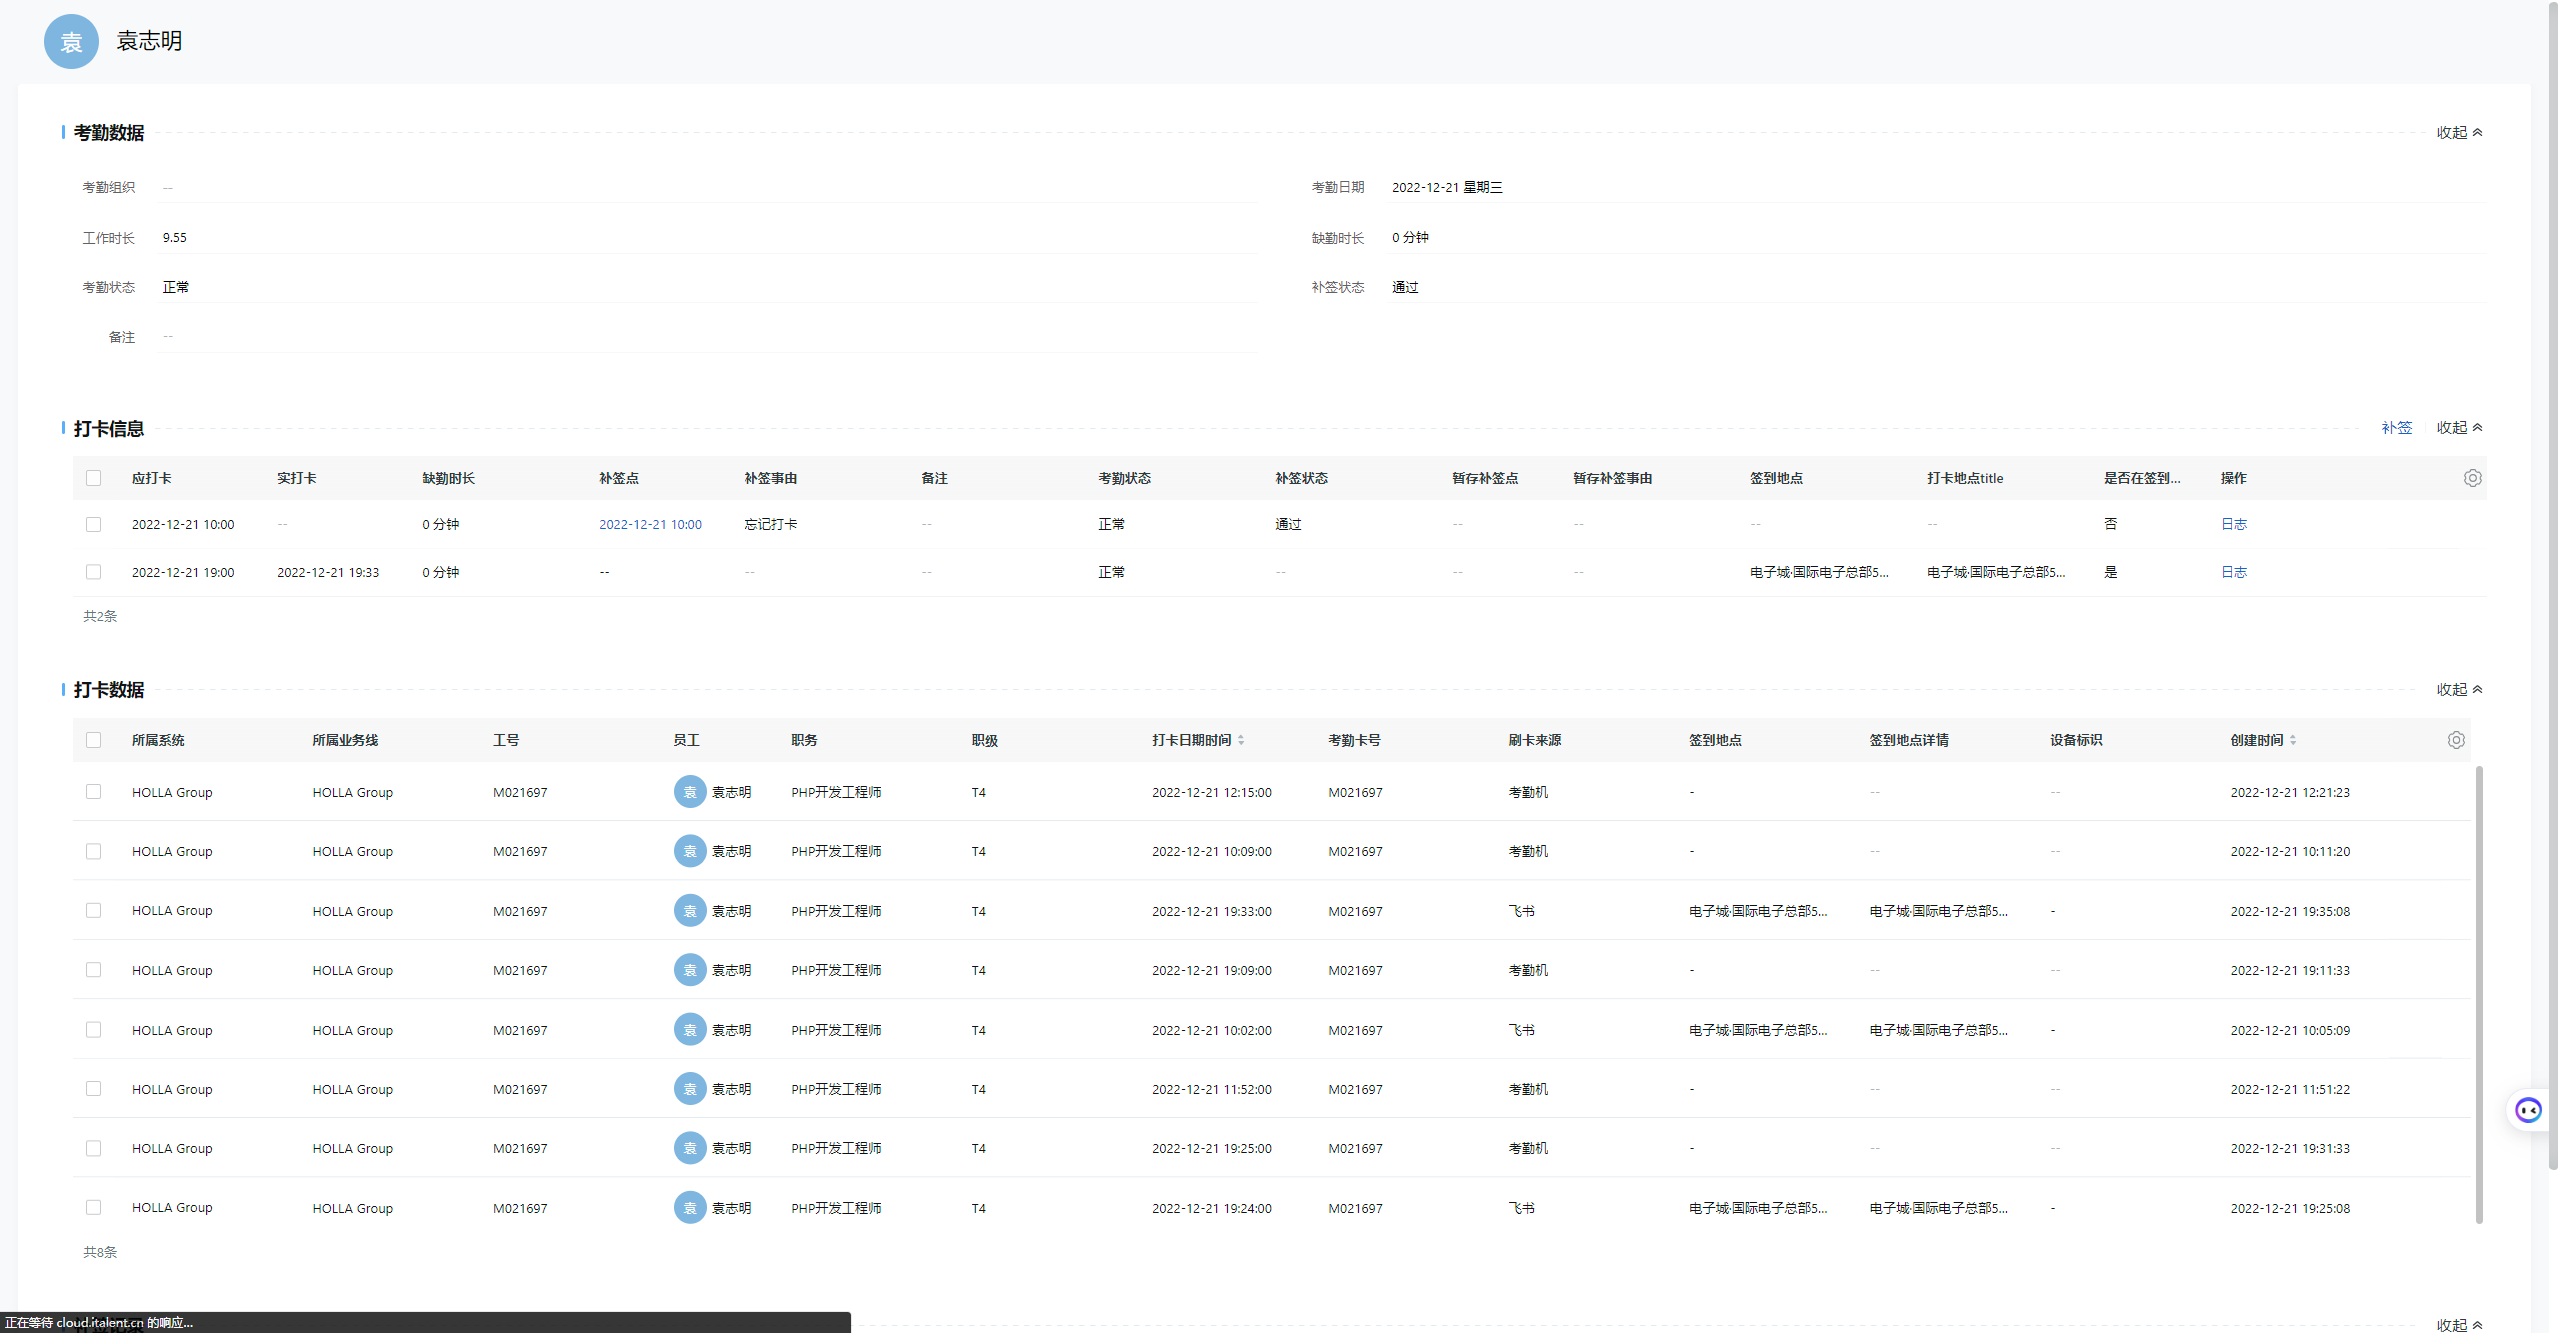 袁 袁志明
考勤数据 收起
考勤组织 -- 考勤日期 2022-12-21 星期三
工作时长 9.55 缺勤时长 0 分钟
考勤状态 正常 补签状态 通过
备注 --
打卡信息 补签 收起
应打卡 实打卡 缺勤时长 补签点 补签事由 备注 考勤状态 补签状态 暂存补签点 暂存补签事由 签到地点 打卡地点title 是否在签到... 操作
2022-12-21 10:00 -- 0 分钟 2022-12-21 10:00 忘记打卡 -- 正常 通过 -- -- -- -- 否 日志
2022-12-21 19:00 2022-12-21 19:33 0 分钟 -- -- -- 正常 -- -- -- 电子城·国际电子总部5... 电子城·国际电子总部5... 是 日志
共2条
打卡数据 收起
所属系统 所属业务线 工号 员工 职务 职级 打卡日期时间 考勤卡号 刷卡来源 签到地点 签到地点详情 设备标识 创建时间
HOLLA Group HOLLA Group M021697 袁 袁志明 PHP开发工程师 T4 2022-12-21 12:15:00 M021697 考勤机 - -- -- 2022-12-21 12:21:23
HOLLA Group HOLLA Group M021697 袁 袁志明 PHP开发工程师 T4 2022-12-21 10:09:00 M021697 考勤机 - -- -- 2022-12-21 10:11:20
HOLLA Group HOLLA Group M021697 袁 袁志明 PHP开发工程师 T4 2022-12-21 19:33:00 M021697 飞书 电子城·国际电子总部5... 电子城·国际电子总部5... - 2022-12-21 19:35:08
HOLLA Group HOLLA Group M021697 袁 袁志明 PHP开发工程师 T4 2022-12-21 19:09:00 M021697 考勤机 - -- -- 2022-12-21 19:11:33
HOLLA Group HOLLA Group M021697 袁 袁志明 PHP开发工程师 T4 2022-12-21 10:02:00 M021697 飞书 电子城·国际电子总部5... 电子城·国际电子总部5... - 2022-12-21 10:05:09
HOLLA Group HOLLA Group M021697 袁 袁志明 PHP开发工程师 T4 2022-12-21 11:52:00 M021697 考勤机 - -- -- 2022-12-21 11:51:22
HOLLA Group HOLLA Group M021697 袁 袁志明 PHP开发工程师 T4 2022-12-21 19:25:00 M021697 考勤机 - -- -- 2022-12-21 19:31:33
HOLLA Group HOLLA Group M021697 袁 袁志明 PHP开发工程师 T4 2022-12-21 19:24:00 M021697 飞书 电子城·国际电子总部5... 电子城·国际电子总部5... - 2022-12-21 19:25:08
共8条
正在等待 cloud.italent.cn 的响应... 收起